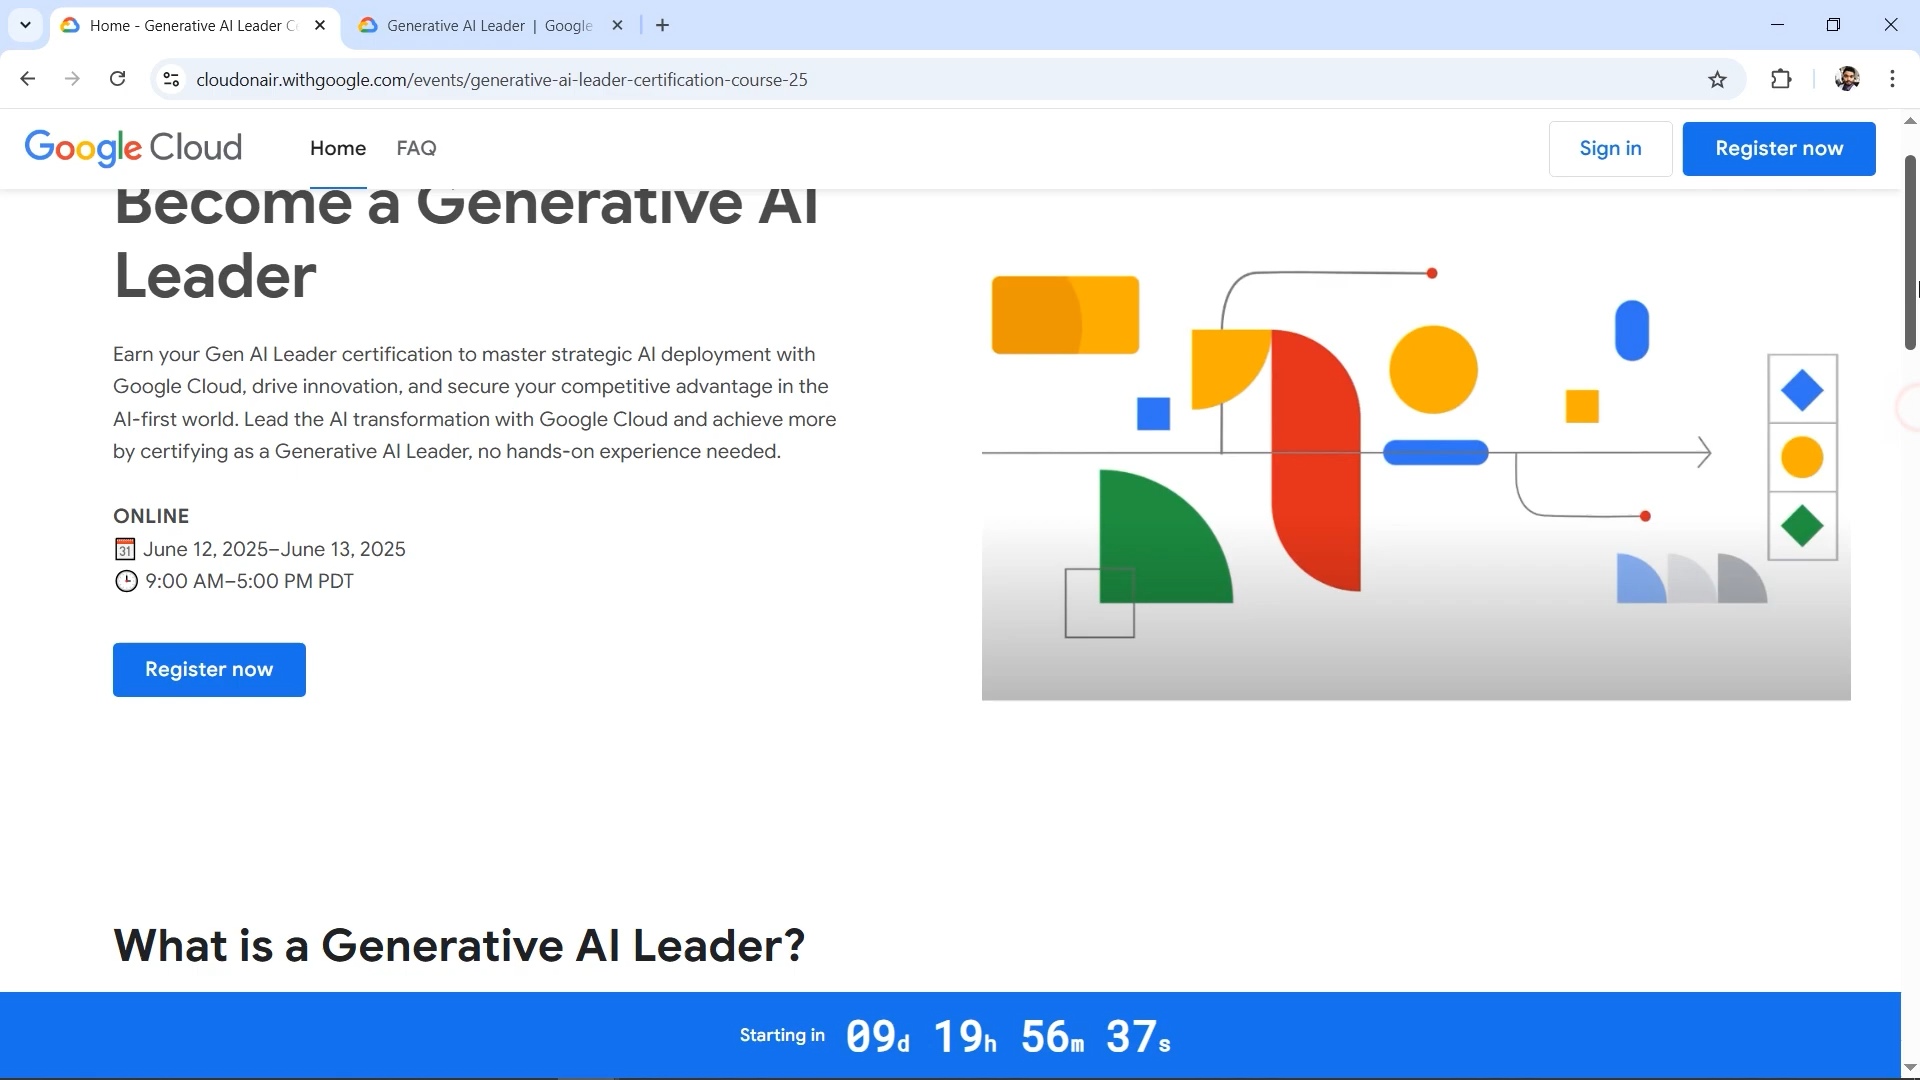 Home - Generative AI Leader C
Generative AI Leader | Google
cloudonair.withgoogle.com/events/generative-ai-leader-certification-course-25
Google Cloud
Home
FAQ
Sign in
Register now
Become a Generative AI
Leader
Earn your Gen AI Leader certification to master strategic AI deployment with
Google Cloud, drive innovation, and secure your competitive advantage in the
AI-first world. Lead the AI transformation with Google Cloud and achieve more
by certifying as a Generative AI Leader, no hands-on experience needed.
ONLINE
31 June 12, 2025–June 13, 2025
9:00 AM–5:00 PM PDT
Register now
What is a Generative AI Leader?
Starting in 09d 19h 56m 37s